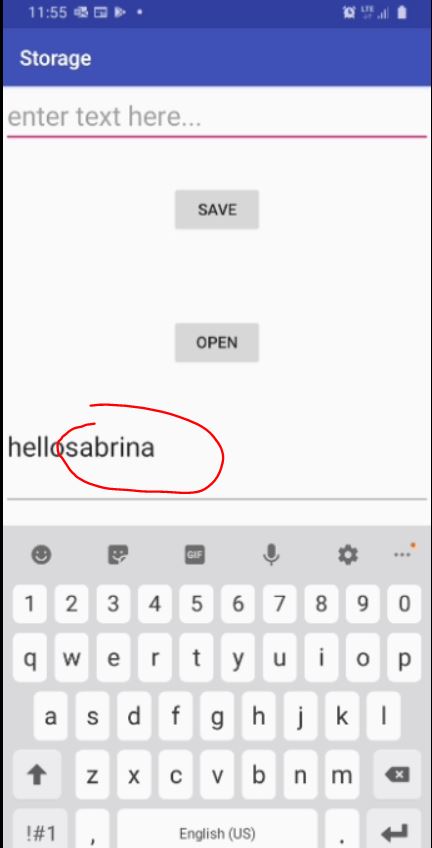 11:55 LTE
Storage
enter text here...
SAVE
OPEN
hellosabrina
GIF
1 2 3 4 5 6 7 8 9 0
q w e r t y u i o p
a s d f g h j k l
z x c v b n m
!#1 , English (US) .